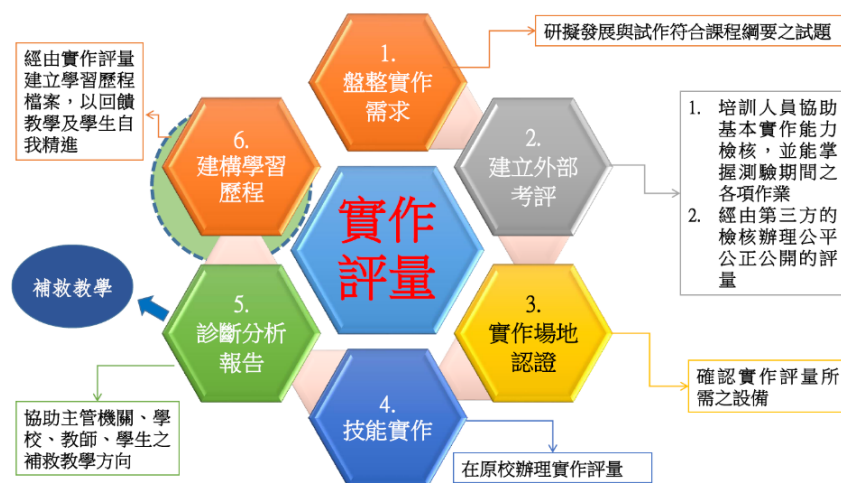 1.
盤整實作
需求
研擬發展與試作符合課程綱要之試題
2.
建立外部
考評
1. 培訓人員協助
基本實作能力
檢核，並能掌
握測驗期間之
各項作業
2. 經由第三方的
檢核辦理公平
公正公開的評
量
3.
實作場地
認證
確認實作評量所
需之設備
4.
技能實作
在原校辦理實作評量
5.
診斷分析
報告
協助主管機關、學
校、教師、學生之
補救教學方向
補救教學
6.
建構學習
歷程
經由實作評量
建立學習歷程
檔案，以回饋
教學及學生自
我精進
實作
評量